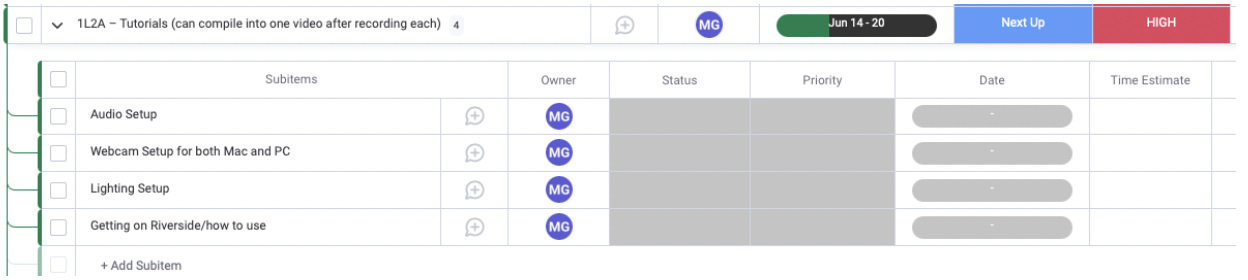 1L2A – Tutorials (can compile into one video after recording each) 4 MG Jun 14 - 20 Next Up HIGH
Subitems Owner Status Priority Date Time Estimate
Audio Setup MG -
Webcam Setup for both Mac and PC MG -
Lighting Setup MG -
Getting on Riverside/how to use MG -
+ Add Subitem